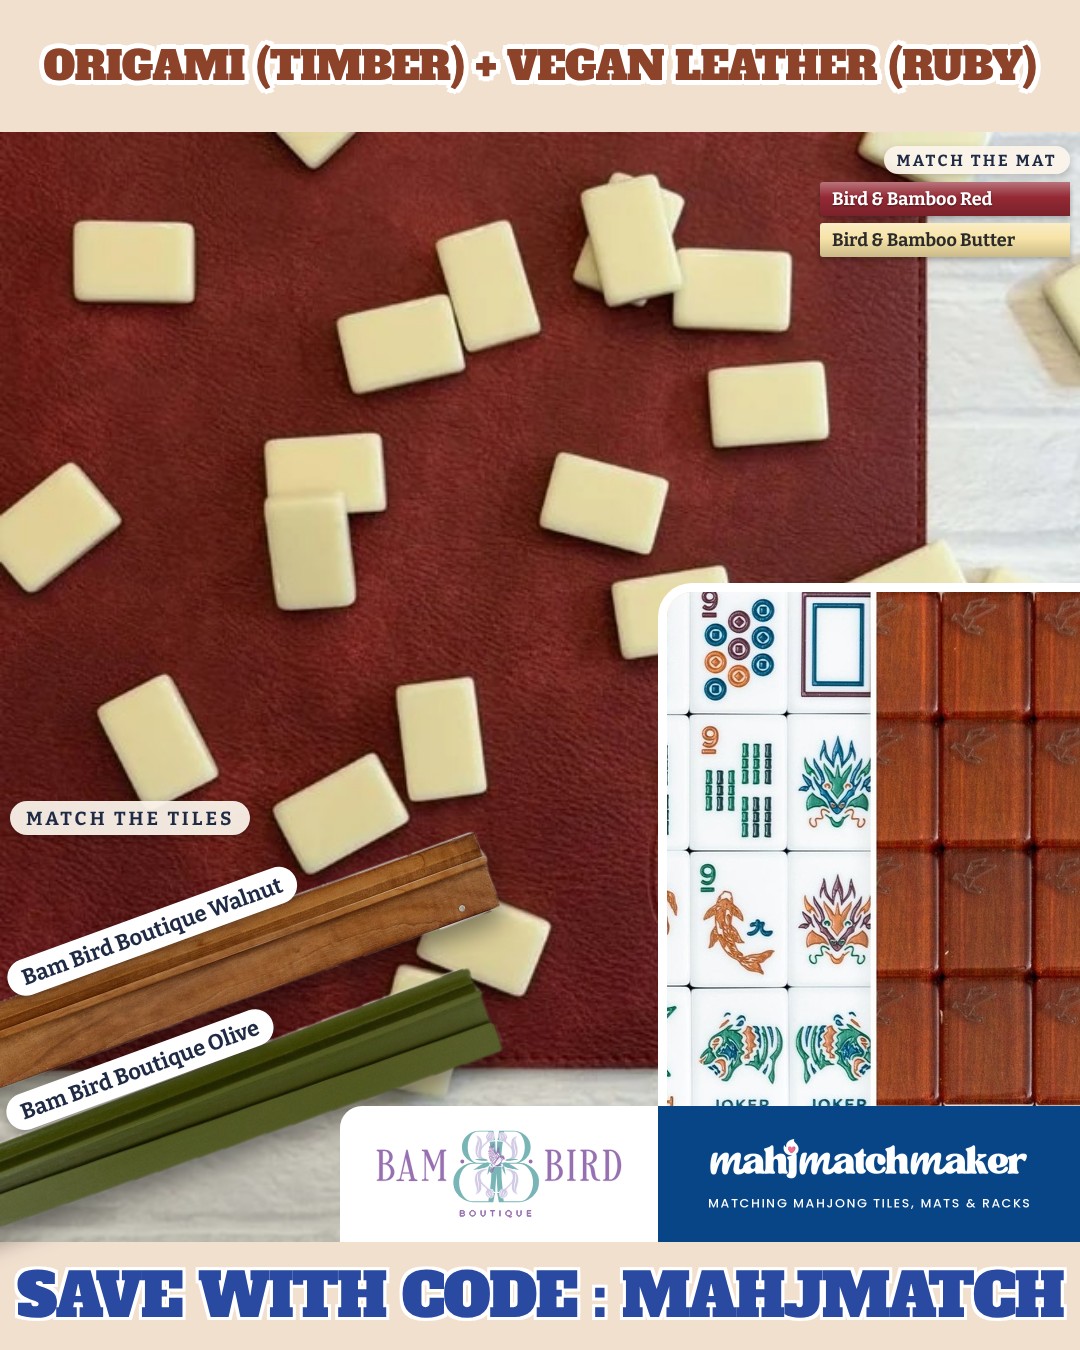 ORIGAMI (TIMBER) + VEGAN LEATHER (RUBY)
MATCH THE MAT
Bird & Bamboo Red
Bird & Bamboo Butter
9
9
9
九
JOKER
JOKER
MATCH THE TILES
Bam Bird Boutique Walnut
Bam Bird Boutique Olive
BAM BIRD
BOUTIQUE
mahjmatchmaker
MATCHING MAHJONG TILES, MATS & RACKS
SAVE WITH CODE : MAHJMATCH